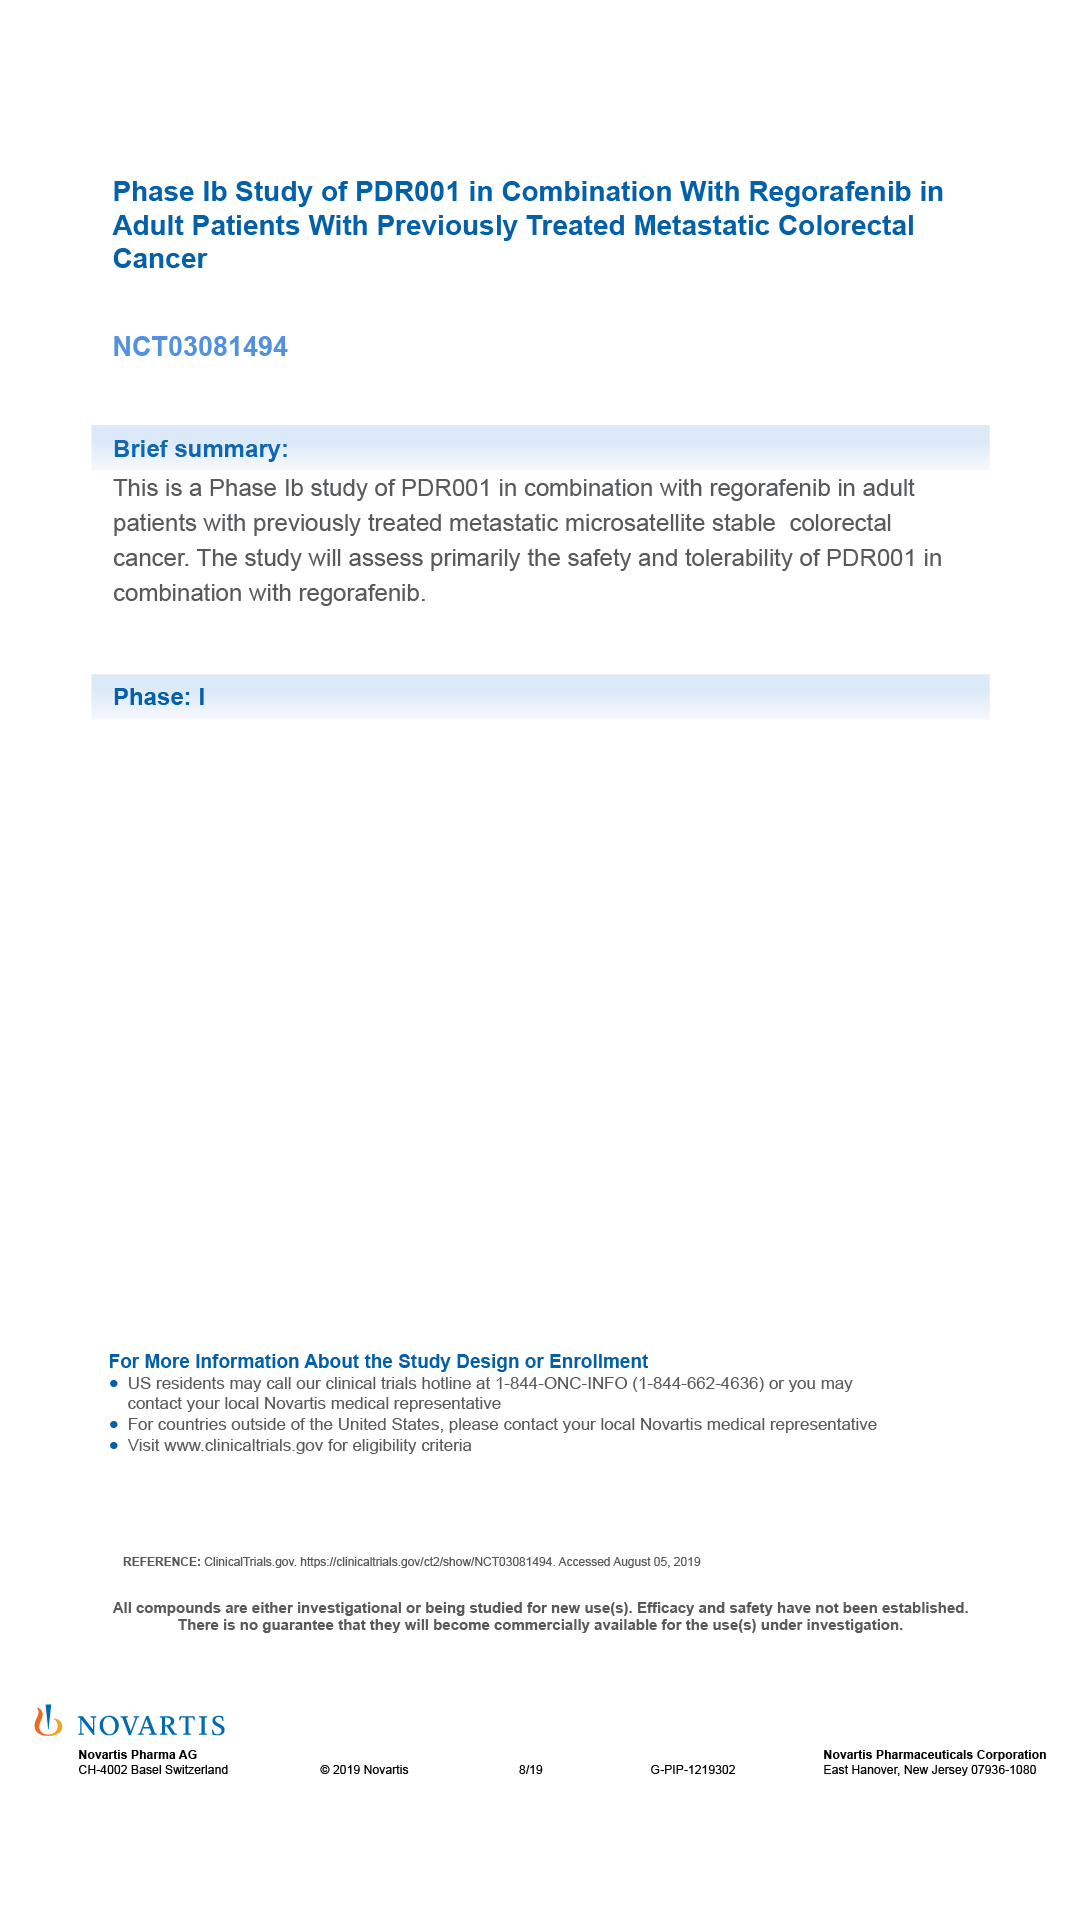 Phase Ib Study of PDR001 in Combination With Regorafenib in
Adult Patients With Previously Treated Metastatic Colorectal
Cancer
NCT03081494
Brief summary:
This is a Phase Ib study of PDR001 in combination with regorafenib in adult
patients with previously treated metastatic microsatellite stable  colorectal
cancer. The study will assess primarily the safety and tolerability of PDR001 in
combination with regorafenib.
Phase: I
For More Information About the Study Design or Enrollment
● US residents may call our clinical trials hotline at 1-844-ONC-INFO (1-844-662-4636) or you may
contact your local Novartis medical representative
● For countries outside of the United States, please contact your local Novartis medical representative
● Visit www.clinicaltrials.gov for eligibility criteria
REFERENCE: ClinicalTrials.gov. https://clinicaltrials.gov/ct2/show/NCT03081494. Accessed August 05, 2019
All compounds are either investigational or being studied for new use(s). Efficacy and safety have not been established.
There is no guarantee that they will become commercially available for the use(s) under investigation.
NOVARTIS
Novartis Pharma AG Novartis Pharmaceuticals Corporation
CH-4002 Basel Switzerland © 2019 Novartis 8/19 G-PIP-1219302 East Hanover, New Jersey 07936-1080